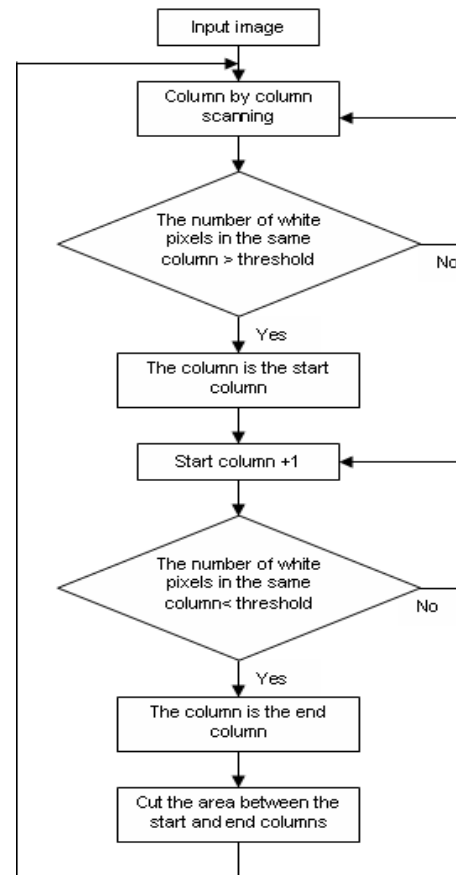 Input image
Column by column
scanning
The number of white
pixels in the same
column > threshold
No
Yes
The column is the start
column
Start column +1
The number of white
pixels in the same
column< threshold
No
Yes
The column is the end
column
Cut the area between the
start and end columns